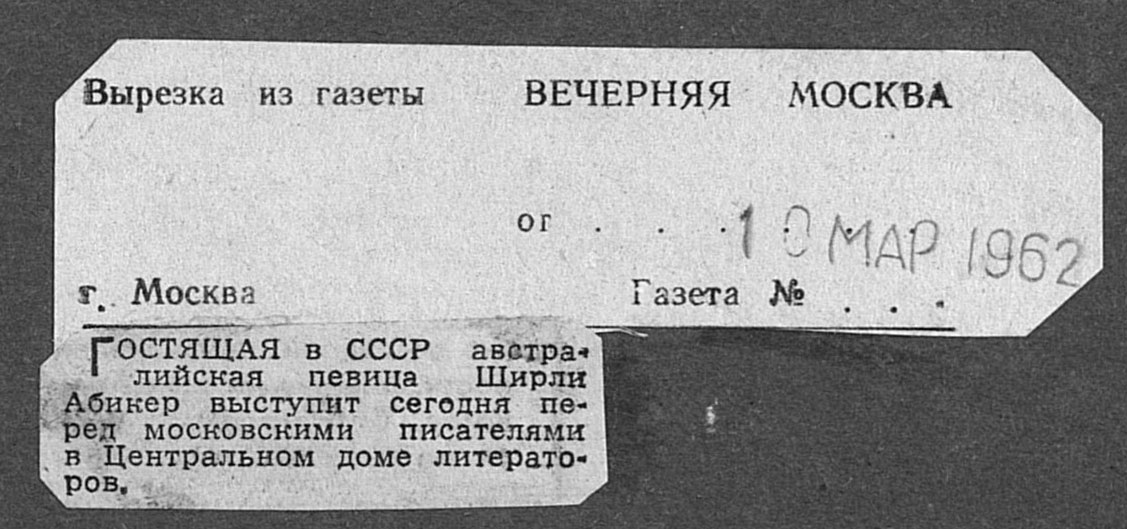 Вырезка из газеты ВЕЧЕРНЯЯ МОСКВА
от . . . . . .
10 МАР 1962
г. Москва Газета № . . .
ГОСТЯЩАЯ в СССР австра-
лийская певица Ширли
Абикер выступит сегодня пе-
ред московскими писателями
в Центральном доме литерато-
ров.